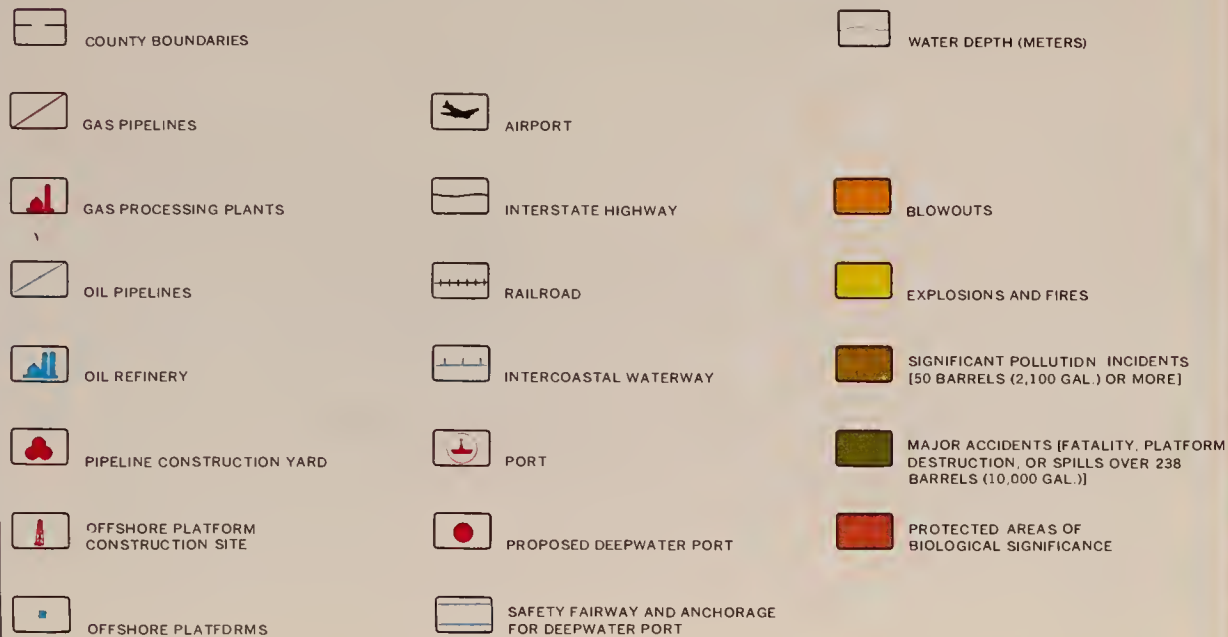 COUNTY BOUNDARIES
GAS PIPELINES
GAS PROCESSING PLANTS
OIL PIPELINES
OIL REFINERY
PIPELINE CONSTRUCTION YARD
OFFSHORE PLATFORM
CONSTRUCTION SITE
OFFSHORE PLATFORMS
AIRPORT
INTERSTATE HIGHWAY
RAILROAD
INTERCOASTAL WATERWAY
PORT
PROPOSED DEEPWATER PORT
SAFETY FAIRWAY AND ANCHORAGE
FOR DEEPWATER PORT
WATER DEPTH (METERS)
BLOWOUTS
EXPLOSIONS AND FIRES
SIGNIFICANT POLLUTION INCIDENTS
[50 BARRELS (2,100 GAL.) OR MORE]
MAJOR ACCIDENTS [FATALITY, PLATFORM
DESTRUCTION, OR SPILLS OVER 238
BARRELS (10,000 GAL.)]
PROTECTED AREAS OF
BIOLOGICAL SIGNIFICANCE